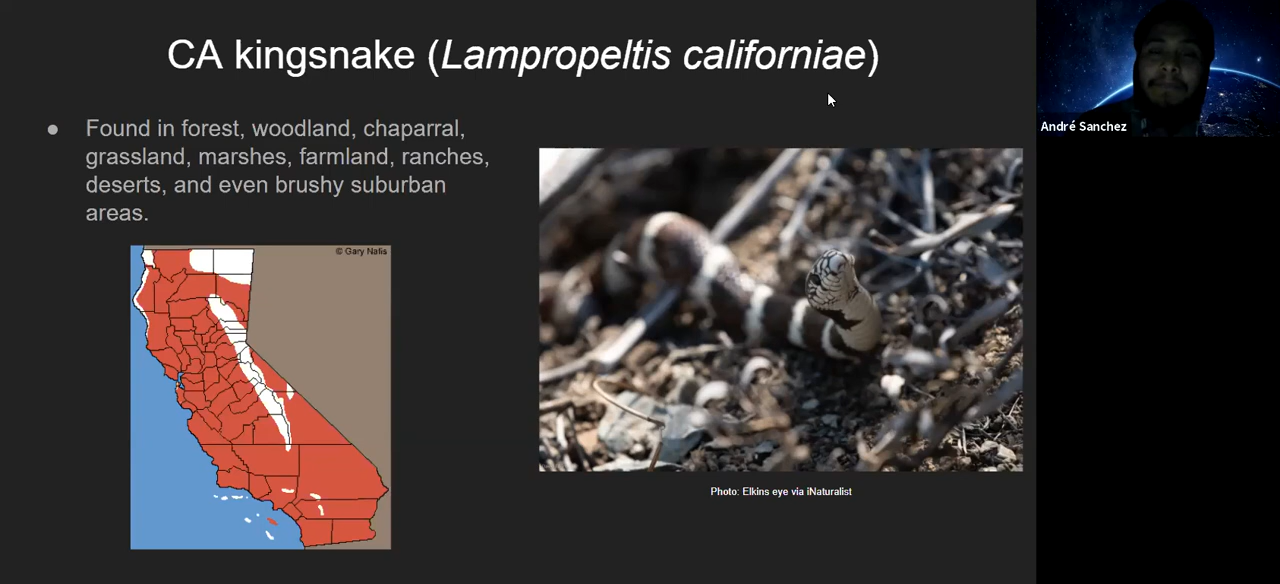 CA kingsnake (Lampropeltis californiae)
● Found in forest, woodland, chaparral,
grassland, marshes, farmland, ranches,
deserts, and even brushy suburban
areas.
© Gary Nafis
Photo: Elkins eye via iNaturalist
André Sanchez